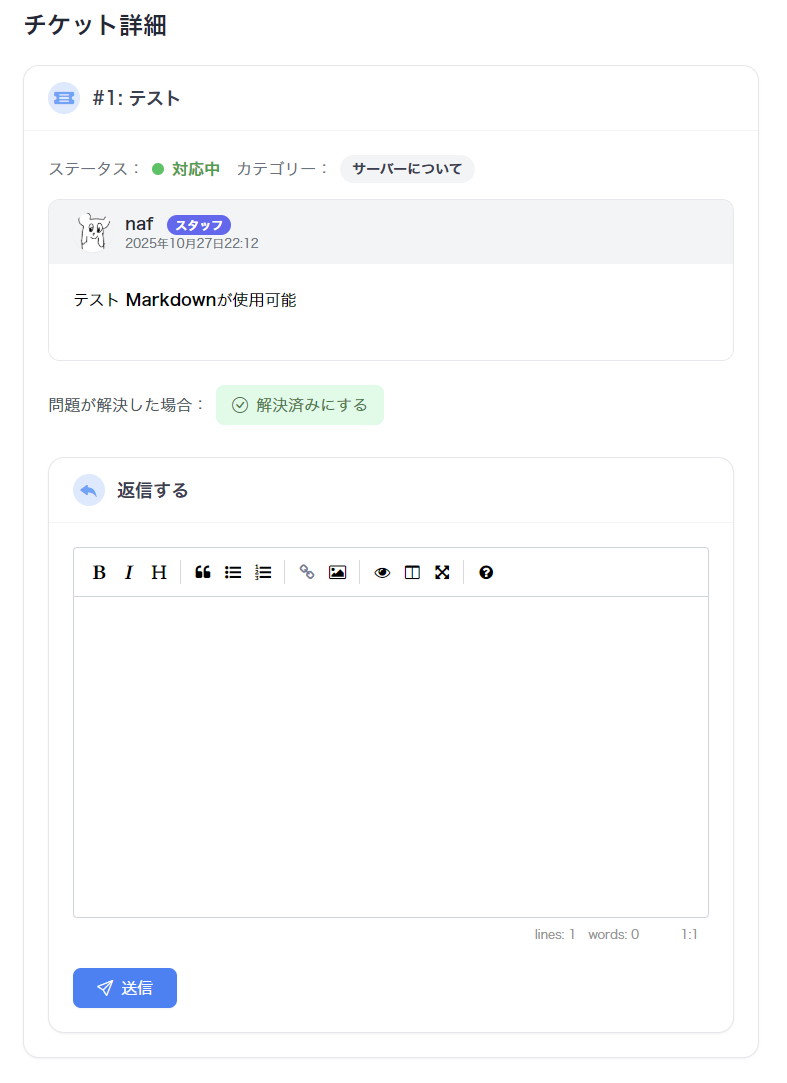 チケット詳細
#1: テスト
ステータス： 対応中 カテゴリー： サーバーについて
naf スタッフ
2025年10月27日22:12
テスト Markdownが使用可能
問題が解決した場合： 解決済みにする
返信する
B I H
lines: 1 words: 0 1:1
送信